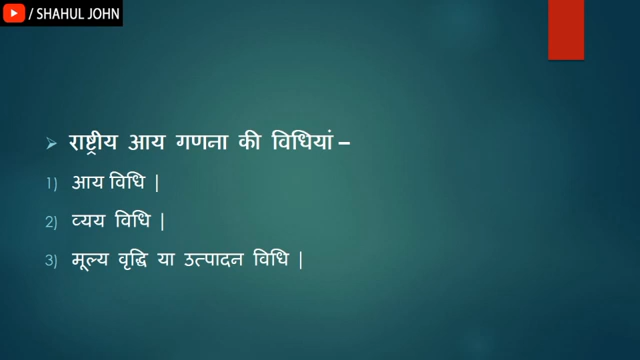 / SHAHUL JOHN
➢ राष्ट्रीय आय गणना की विधियां –
1) आय विधि |
2) व्यय विधि |
3) मूल्य वृद्धि या उत्पादन विधि |